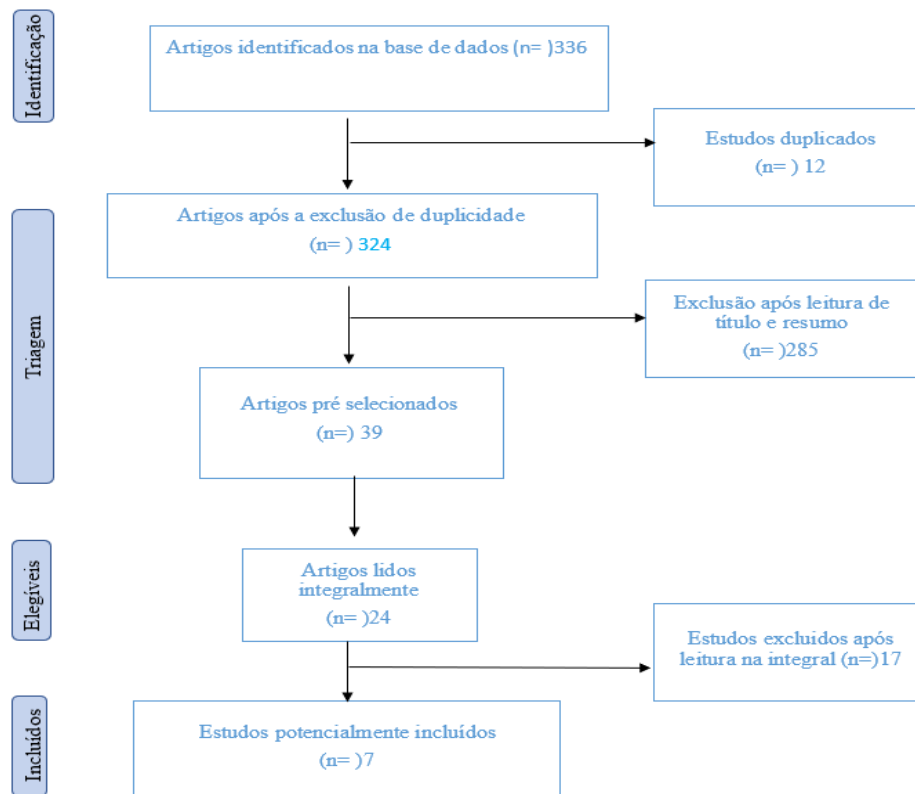 Identificação
Artigos identificados na base de dados (n= )336
Estudos duplicados
(n= ) 12
Triagem
Artigos após a exclusão de duplicidade
(n= ) 324
Exclusão após leitura de
título e resumo
(n= )285
Artigos pré selecionados
(n=) 39
Elegíveis
Artigos lidos
integralmente
(n= )24
Estudos excluidos após
leitura na integral (n=)17
Incluídos
Estudos potencialmente incluídos
(n= )7